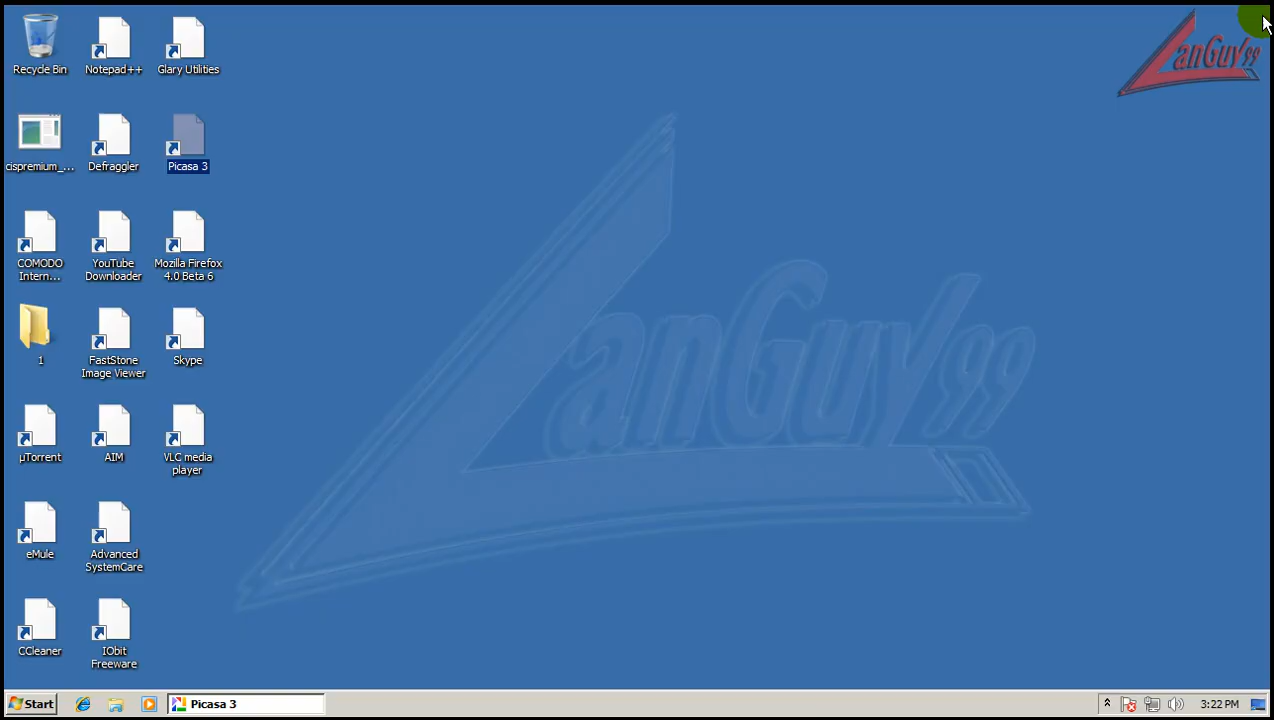 LanGuy99
Recycle Bin
Notepad++
Glary Utilities
cispremium_...
Defraggler
Picasa 3
COMODO
Intern...
YouTube
Downloader
Mozilla Firefox
4.0 Beta 6
1
FastStone
Image Viewer
Skype
µTorrent
AIM
VLC media
player
eMule
Advanced
SystemCare
CCleaner
IObit
Freeware
LanGuy99
Start
Picasa 3
3:22 PM